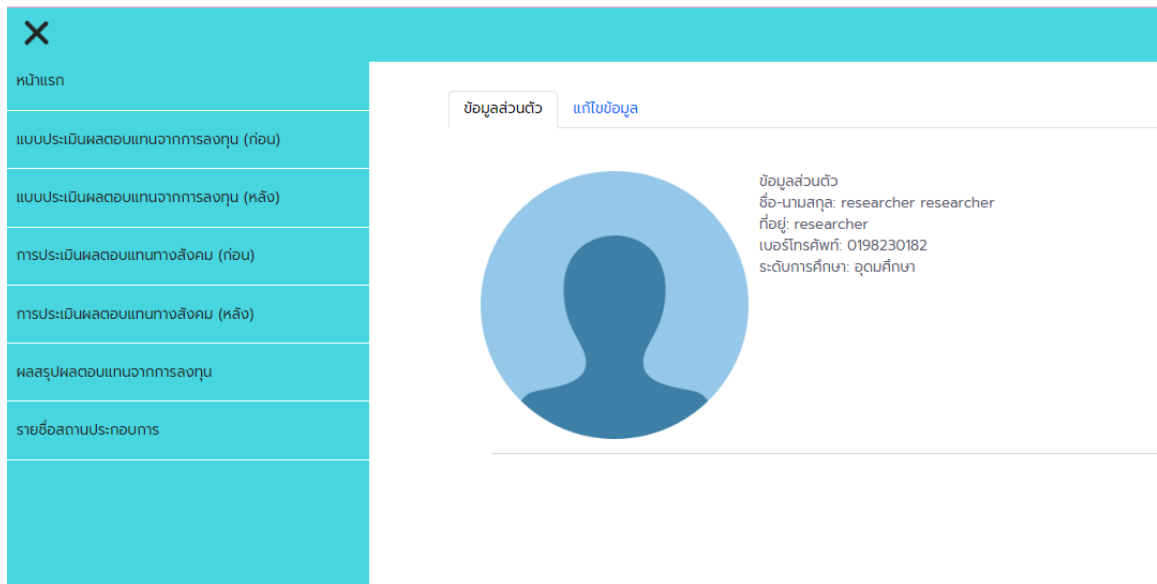 หน้าแรก
แบบประเมินผลตอบแทนจากการลงทุน (ก่อน)
แบบประเมินผลตอบแทนจากการลงทุน (หลัง)
การประเมินผลตอบแทนทางสังคม (ก่อน)
การประเมินผลตอบแทนทางสังคม (หลัง)
ผลสรุปผลตอบแทนจากการลงทุน
รายชื่อสถานประกอบการ
ข้อมูลส่วนตัว
แก้ไขข้อมูล
ข้อมูลส่วนตัว
ชื่อ-นามสกุล: researcher researcher
ที่อยู่: researcher
เบอร์โทรศัพท์: 0198230182
ระดับการศึกษา: อุดมศึกษา